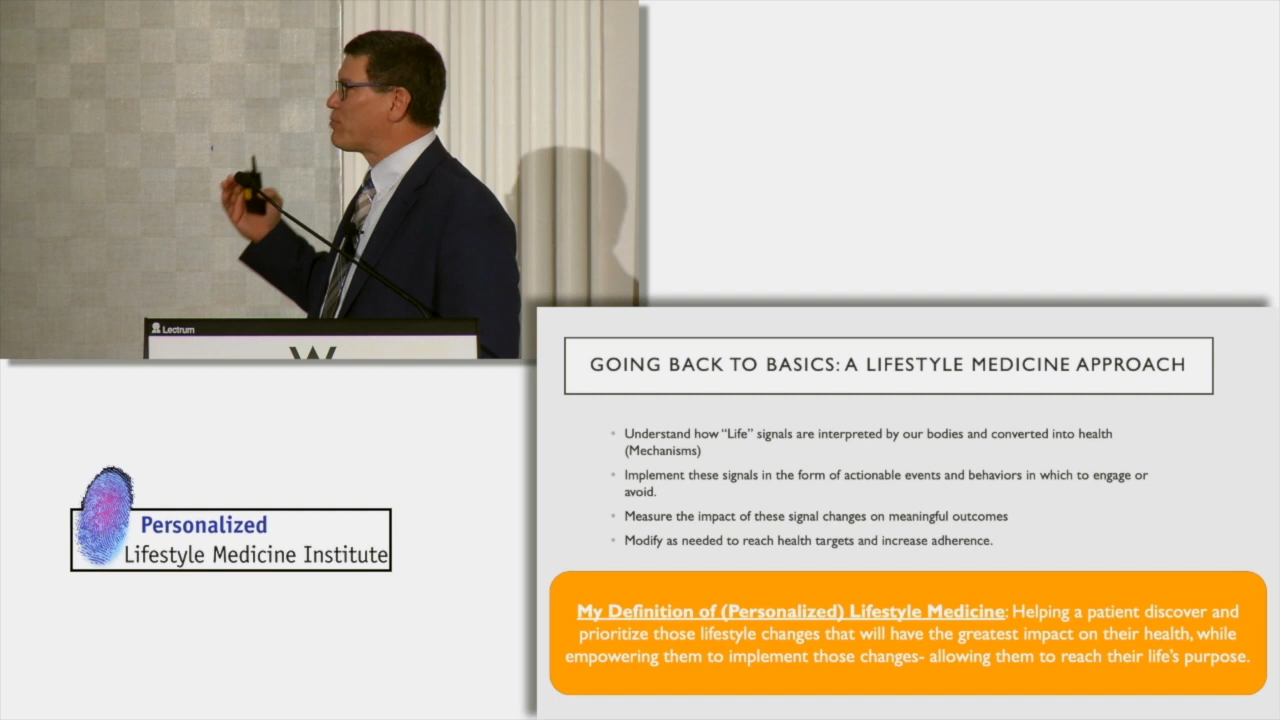 Lectrum
W
GOING BACK TO BASICS: A LIFESTYLE MEDICINE APPROACH
Understand how “Life” signals are interpreted by our bodies and converted into health
(Mechanisms)
Implement these signals in the form of actionable events and behaviors in which to engage or
avoid.
Measure the impact of these signal changes on meaningful outcomes
Modify as needed to reach health targets and increase adherence.
My Definition of (Personalized) Lifestyle Medicine: Helping a patient discover and
prioritize those lifestyle changes that will have the greatest impact on their health, while
empowering them to implement those changes- allowing them to reach their life’s purpose.
Personalized
Lifestyle Medicine Institute